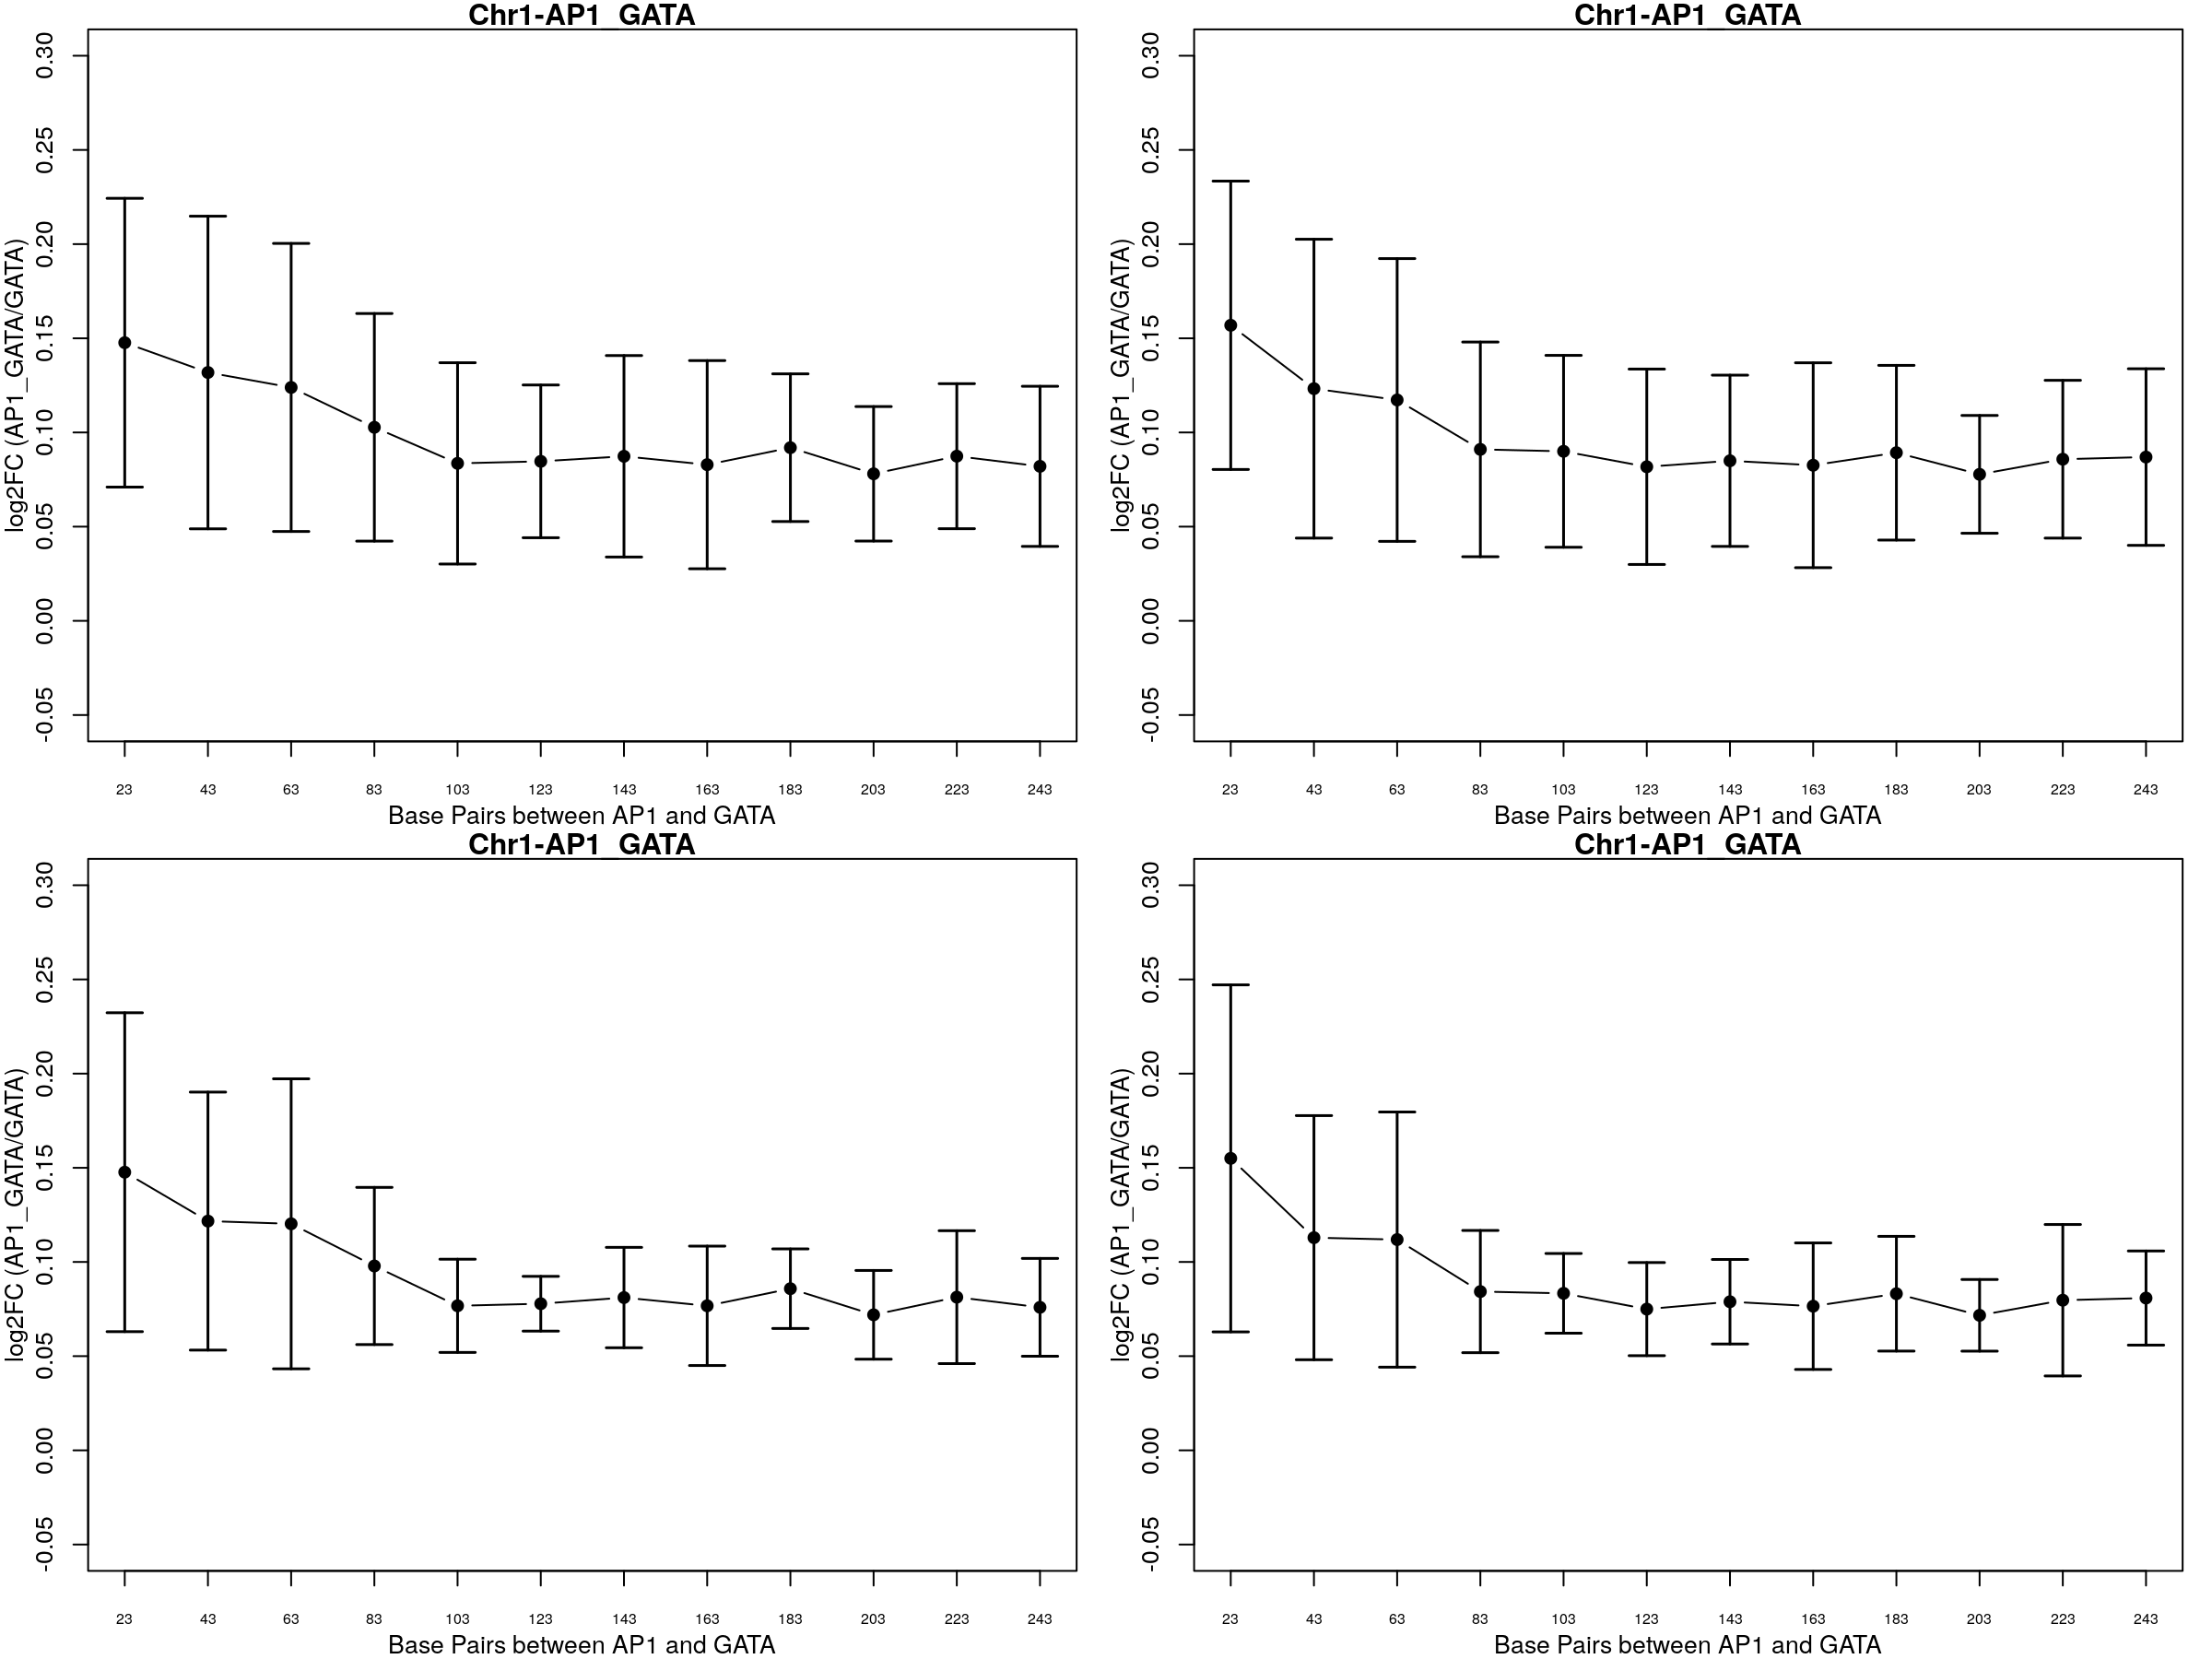 Chr1-AP1_GATA
log2FC (AP1_GATA/GATA)
0.30
0.25
0.20
0.15
0.10
0.05
0.00
-0.05
23 43 63 83 103 123 143 163 183 203 223 243
Base Pairs between AP1 and GATA
Chr1-AP1_GATA
log2FC (AP1_GATA/GATA)
0.30
0.25
0.20
0.15
0.10
0.05
0.00
-0.05
23 43 63 83 103 123 143 163 183 203 223 243
Base Pairs between AP1 and GATA
Chr1-AP1_GATA
log2FC (AP1_GATA/GATA)
0.30
0.25
0.20
0.15
0.10
0.05
0.00
-0.05
23 43 63 83 103 123 143 163 183 203 223 243
Base Pairs between AP1 and GATA
Chr1-AP1_GATA
log2FC (AP1_GATA/GATA)
0.30
0.25
0.20
0.15
0.10
0.05
0.00
-0.05
23 43 63 83 103 123 143 163 183 203 223 243
Base Pairs between AP1 and GATA